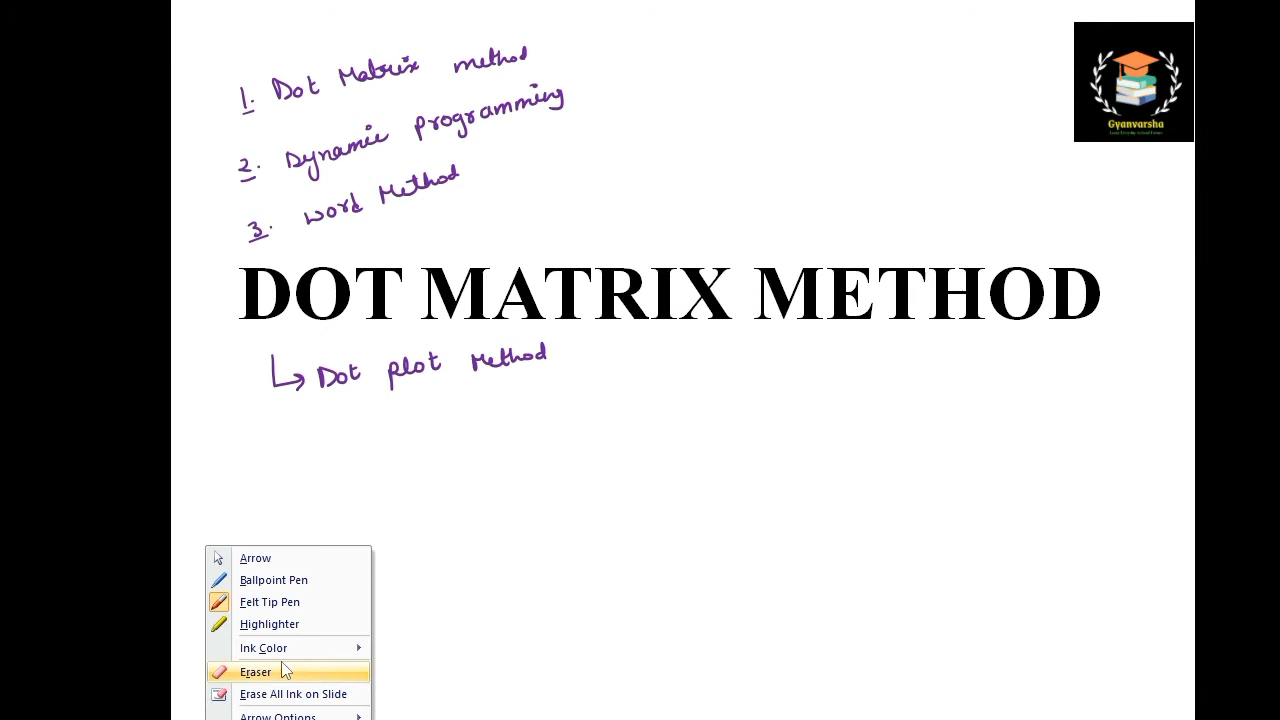 1. Dot Matrix method
2. Dynamic programming
3. Word Method
Gyanvarsha
DOT MATRIX METHOD
Dot plot Method
Arrow
Ballpoint Pen
Felt Tip Pen
Highlighter
Ink Color
Eraser
Erase All Ink on Slide
Arrow Options